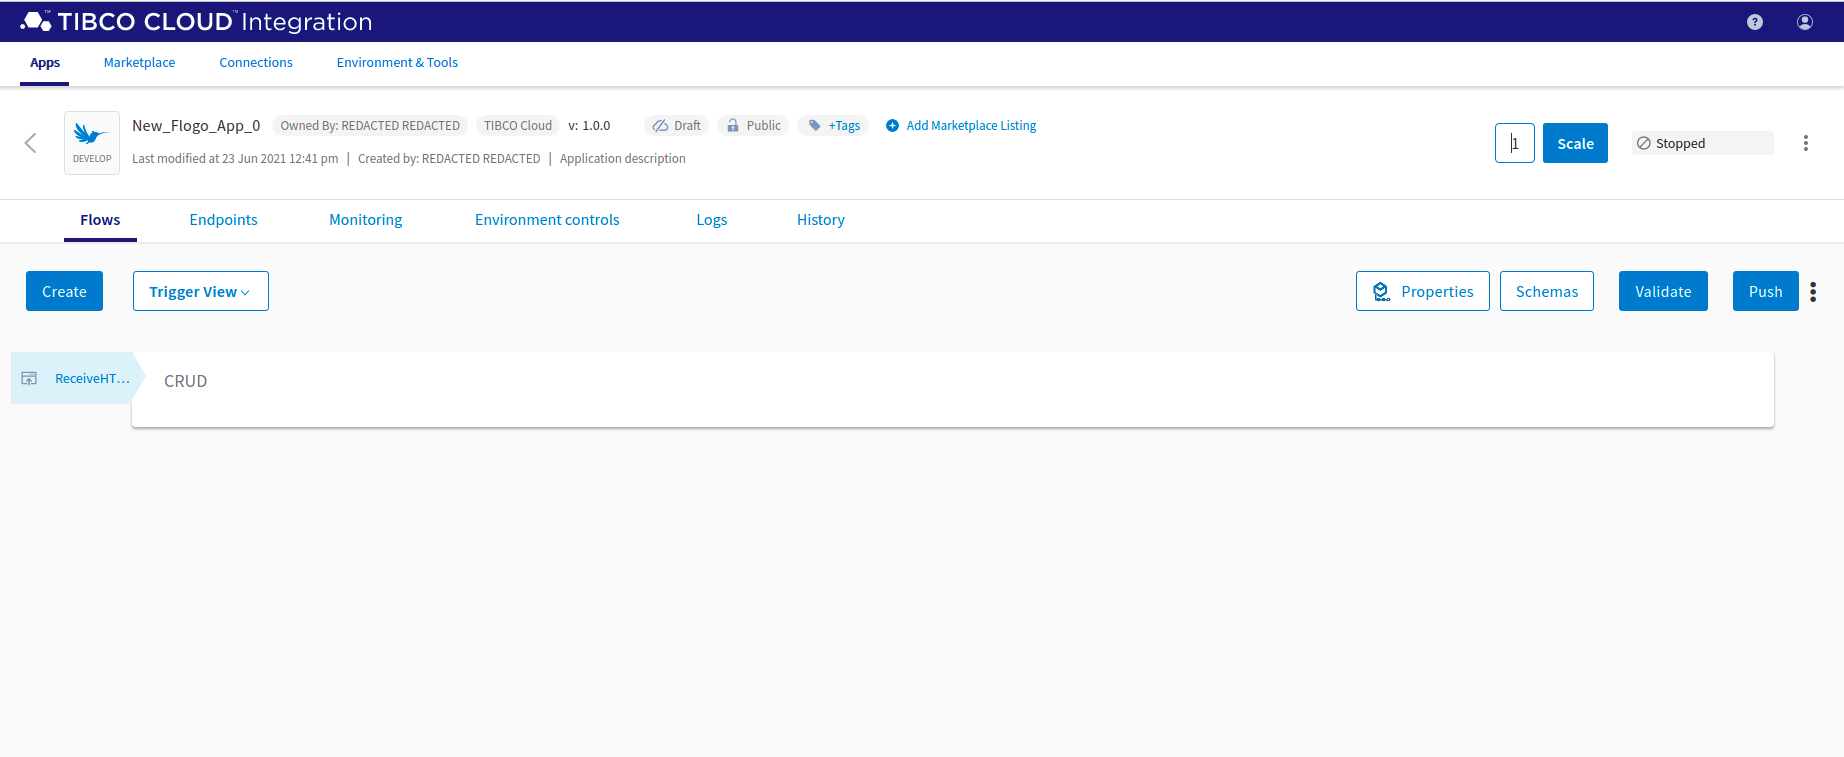 TIBCO CLOUD™ Integration
?
Apps Marketplace Connections Environment & Tools
New_Flogo_App_0 Owned By: REDACTED REDACTED TIBCO Cloud v: 1.0.0 Draft Public +Tags Add Marketplace Listing
DEVELOP
Last modified at 23 Jun 2021 12:41 pm | Created by: REDACTED REDACTED | Application description
1 Scale Stopped
Flows Endpoints Monitoring Environment controls Logs History
Create Trigger View Properties Schemas Validate Push
ReceiveHT... CRUD